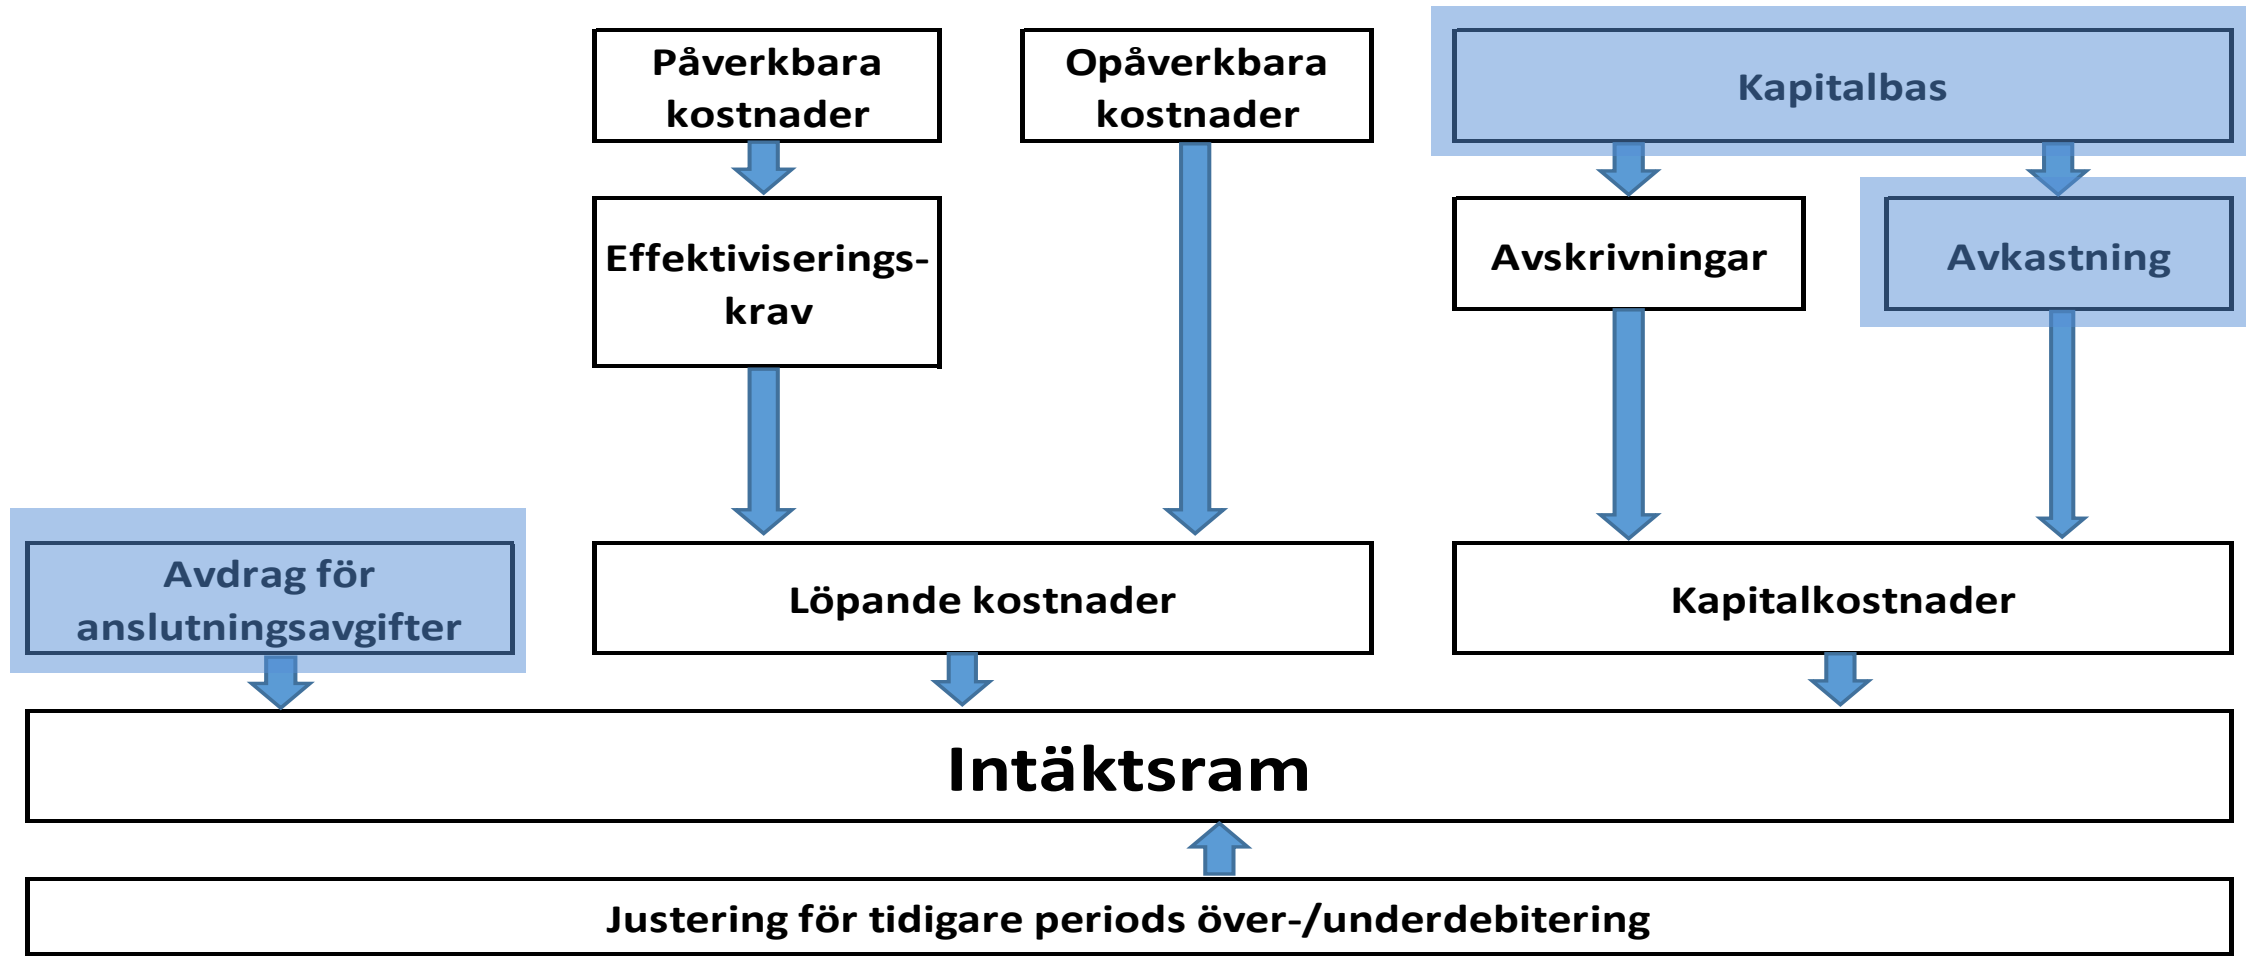 Påverkbara
kostnader
Opåverkbara
kostnader
Kapitalbas
Effektiviserings-
krav
Avskrivningar
Avkastning
Avdrag för
anslutningsavgifter
Löpande kostnader
Kapitalkostnader
Intäktsram
Justering för tidigare periods över-/underdebitering